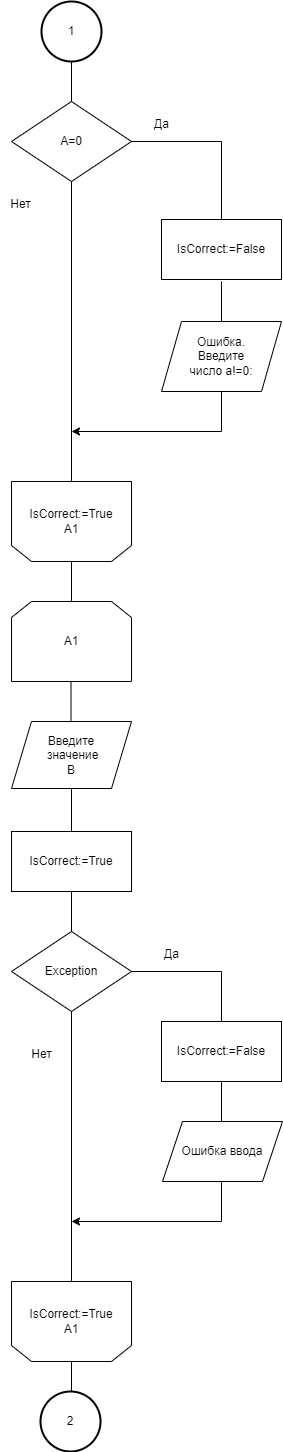 1
A=0
Да
Нет
IsCorrect:=False
Ошибка.
Введите
число a!=0:
IsCorrect:=True
A1
A1
Введите
значение
B
IsCorrect:=True
Exception
Да
Нет
IsCorrect:=False
Ошибка ввода
IsCorrect:=True
A1
2